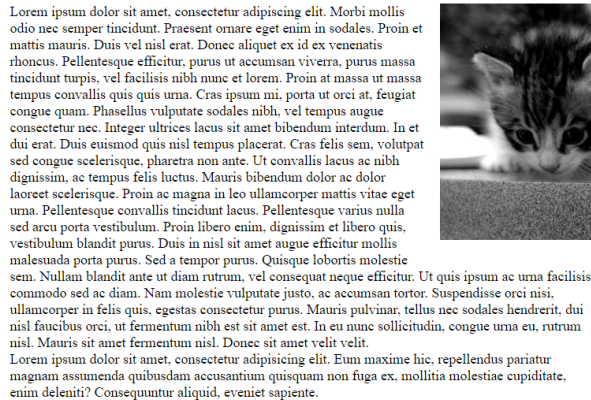 Lorem ipsum dolor sit amet, consectetur adipiscing elit. Morbi mollis
odio nec semper tincidunt. Praesent ornare eget enim in sodales. Proin et
mattis mauris. Duis vel nisl erat. Donec aliquet ex id ex venenatis
rhoncus. Pellentesque efficitur, purus ut accumsan viverra, purus massa
tincidunt turpis, vel facilisis nibh nunc et lorem. Proin at massa ut massa
tempus convallis quis quis urna. Cras ipsum mi, porta ut orci at, feugiat
congue quam. Phasellus vulputate sodales nibh, vel tempus augue
consectetur nec. Integer ultrices lacus sit amet bibendum interdum. In et
dui erat. Duis euismod quis nisl tempus placerat. Cras felis sem, volutpat
sed congue scelerisque, pharetra non ante. Ut convallis lacus ac nibh
dignissim, ac tempus felis luctus. Mauris bibendum dolor ac dolor
laoreet scelerisque. Proin ac magna in leo ullamcorper mattis vitae eget
urna. Pellentesque convallis tincidunt lacus. Pellentesque varius nulla
sed arcu porta vestibulum. Proin libero enim, dignissim et libero quis,
vestibulum blandit purus. Duis in nisl sit amet augue efficitur mollis
malesuada porta purus. Sed a tempor purus. Quisque lobortis molestie
sem. Nullam blandit ante ut diam rutrum, vel consequat neque efficitur. Ut quis ipsum ac urna facilisis
commodo sed ac diam. Nam molestie vulputate justo, ac accumsan tortor. Suspendisse orci nisi,
ullamcorper in felis quis, egestas consectetur purus. Mauris pulvinar, tellus nec sodales hendrerit, dui
nisl faucibus orci, ut fermentum nibh est sit amet est. In eu nunc sollicitudin, congue urna eu, rutrum
nisl. Mauris sit amet fermentum nisl. Donec sit amet velit velit.
Lorem ipsum dolor sit amet, consectetur adipisicing elit. Eum maxime hic, repellendus pariatur
magnam assumenda quibusdam accusantium quisquam non fuga ex, mollitia molestiae cupiditate,
enim deleniti? Consequuntur aliquid, eveniet sapiente.